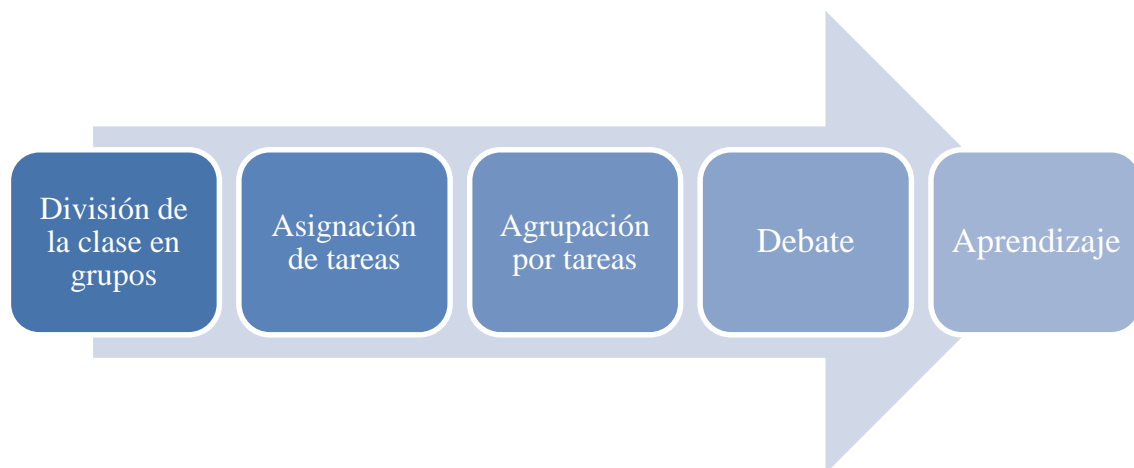 División de
la clase en
grupos
Asignación
de tareas
Agrupación
por tareas
Debate
Aprendizaje